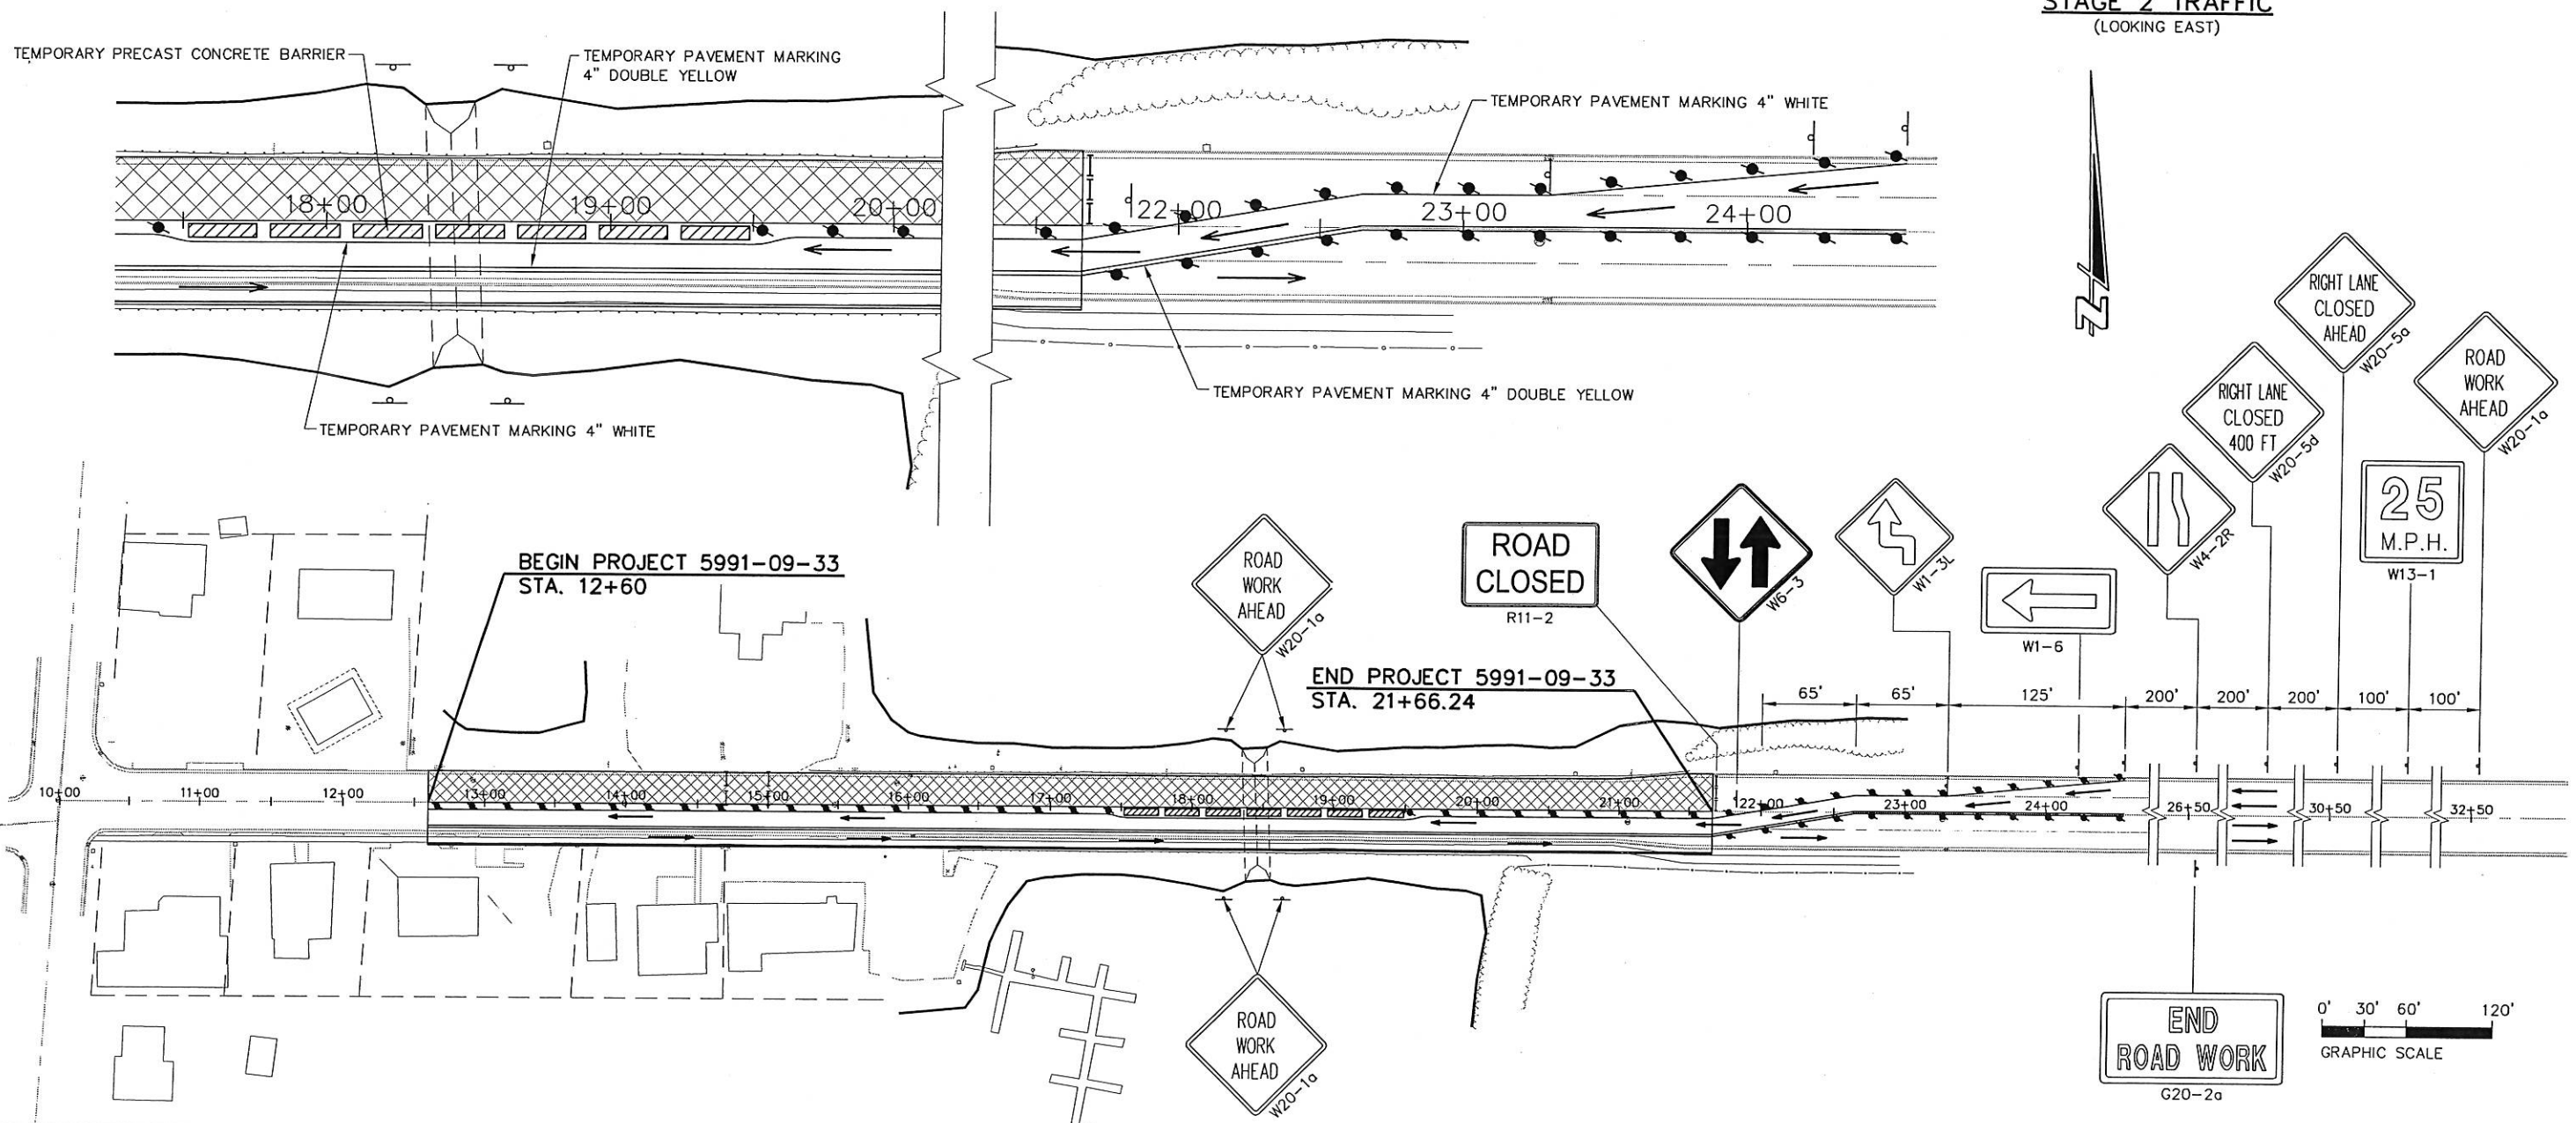 STAGE 2 TRAFFIC
(LOOKING EAST)
TEMPORARY PRECAST CONCRETE BARRIER
TEMPORARY PAVEMENT MARKING
4" DOUBLE YELLOW
TEMPORARY PAVEMENT MARKING 4" WHITE
18+00
19+00
20+00
22+00
23+00
24+00
TEMPORARY PAVEMENT MARKING 4" DOUBLE YELLOW
TEMPORARY PAVEMENT MARKING 4" WHITE
N
RIGHT LANE
CLOSED
AHEAD
W20-5a
ROAD
WORK
AHEAD
W20-1a
RIGHT LANE
CLOSED
400 FT
W20-5d
25
M.P.H.
W13-1
W4-2R
W1-3L
W6-3
W1-6
ROAD
CLOSED
R11-2
ROAD
WORK
AHEAD
W20-1a
BEGIN PROJECT 5991-09-33
STA. 12+60
END PROJECT 5991-09-33
STA. 21+66.24
65'
65'
125'
200'
200'
200'
100'
100'
10+00
11+00
12+00
13+00
14+00
15+00
16+00
17+00
18+00
19+00
20+00
21+00
22+00
23+00
24+00
26+50
30+50
32+50
ROAD
WORK
AHEAD
W20-1a
END
ROAD WORK
G20-2a
0'
30'
60'
120'
GRAPHIC SCALE